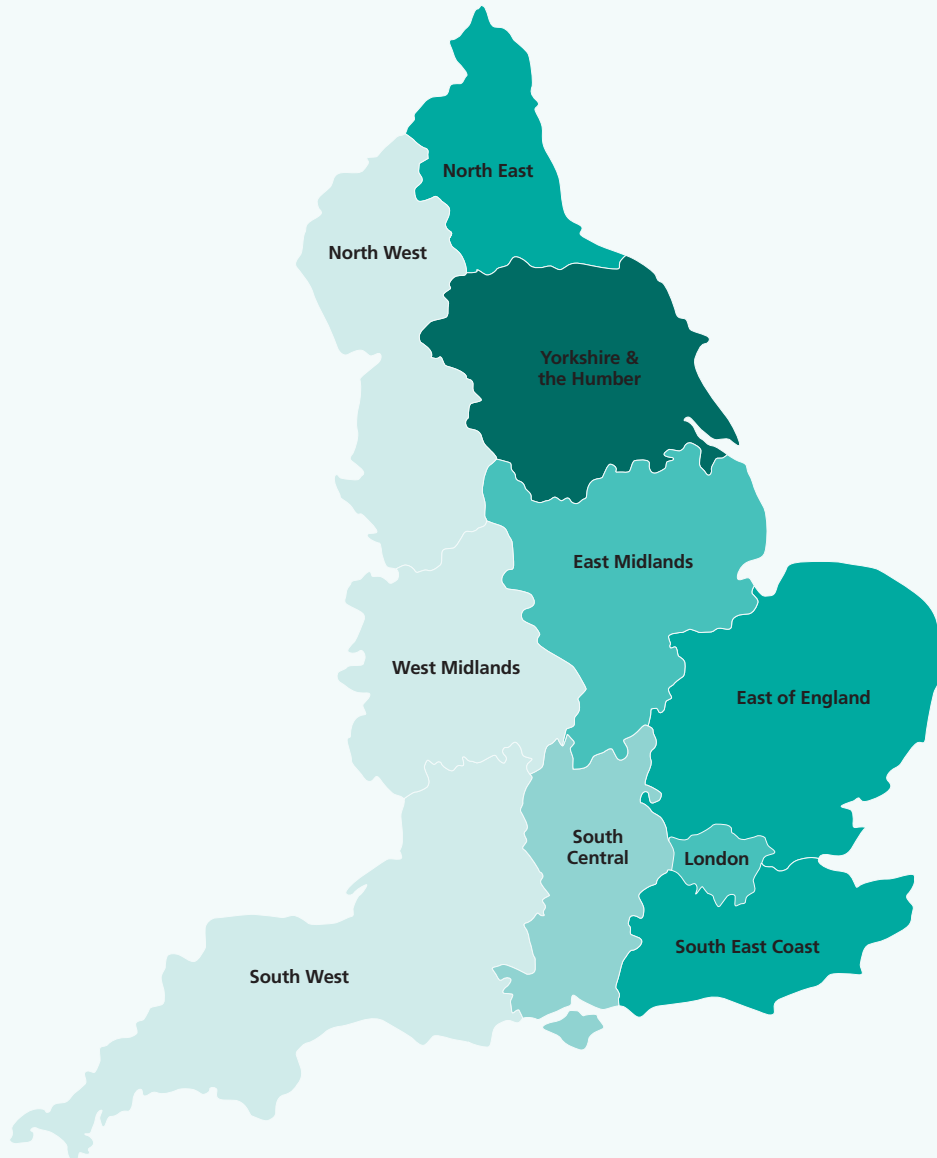 North East
North West
Yorkshire &
the Humber
East Midlands
West Midlands
East of England
South
Central
London
South East Coast
South West